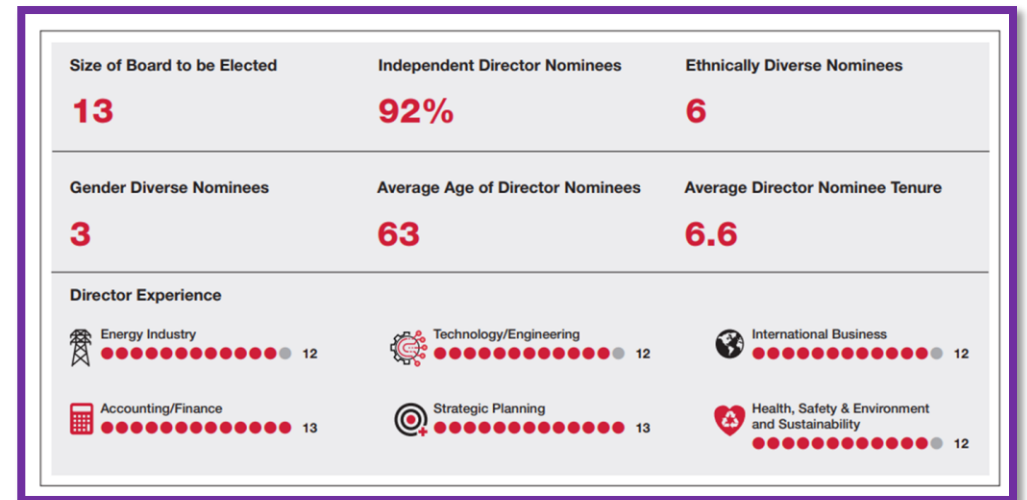 Size of Board to be Elected
13
Independent Director Nominees
92%
Ethnically Diverse Nominees
6
Gender Diverse Nominees
3
Average Age of Director Nominees
63
Average Director Nominee Tenure
6.6
Director Experience
Energy Industry
12
Technology/Engineering
12
International Business
12
Accounting/Finance
13
Strategic Planning
13
Health, Safety & Environment
and Sustainability
12